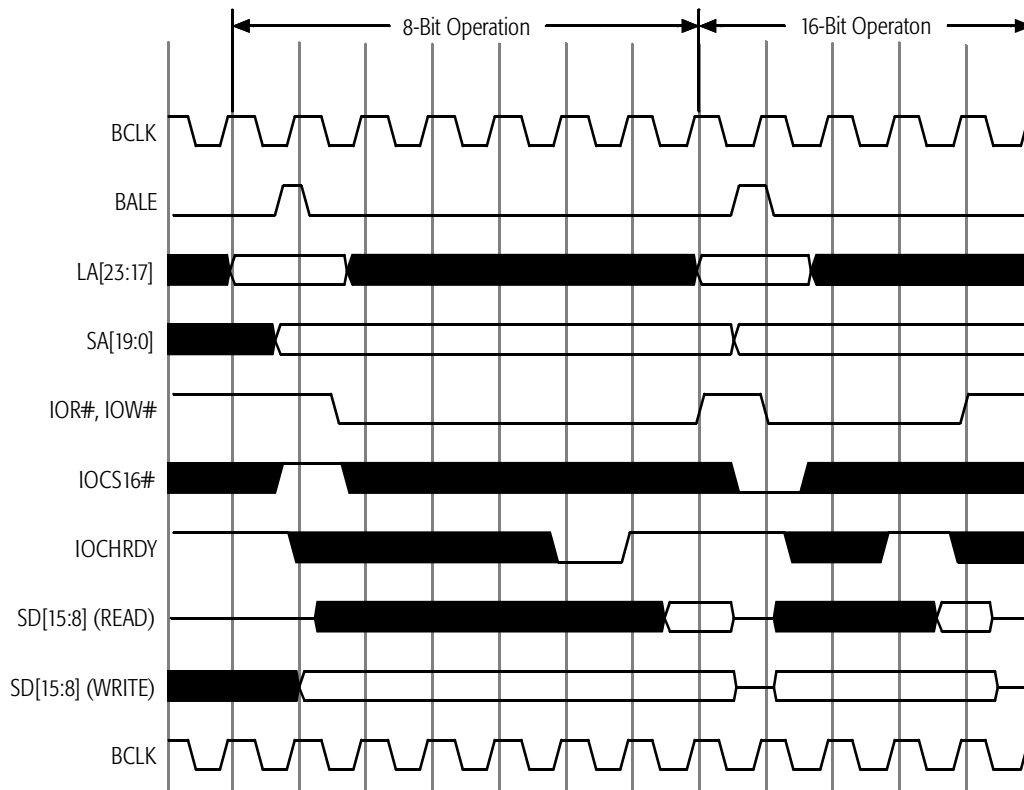 8-Bit Operation
16-Bit Operaton
BCLK
BALE
LA[23:17]
SA[19:0]
IOR#, IOW#
IOCS16#
IOCHRDY
SD[15:8] (READ)
SD[15:8] (WRITE)
BCLK